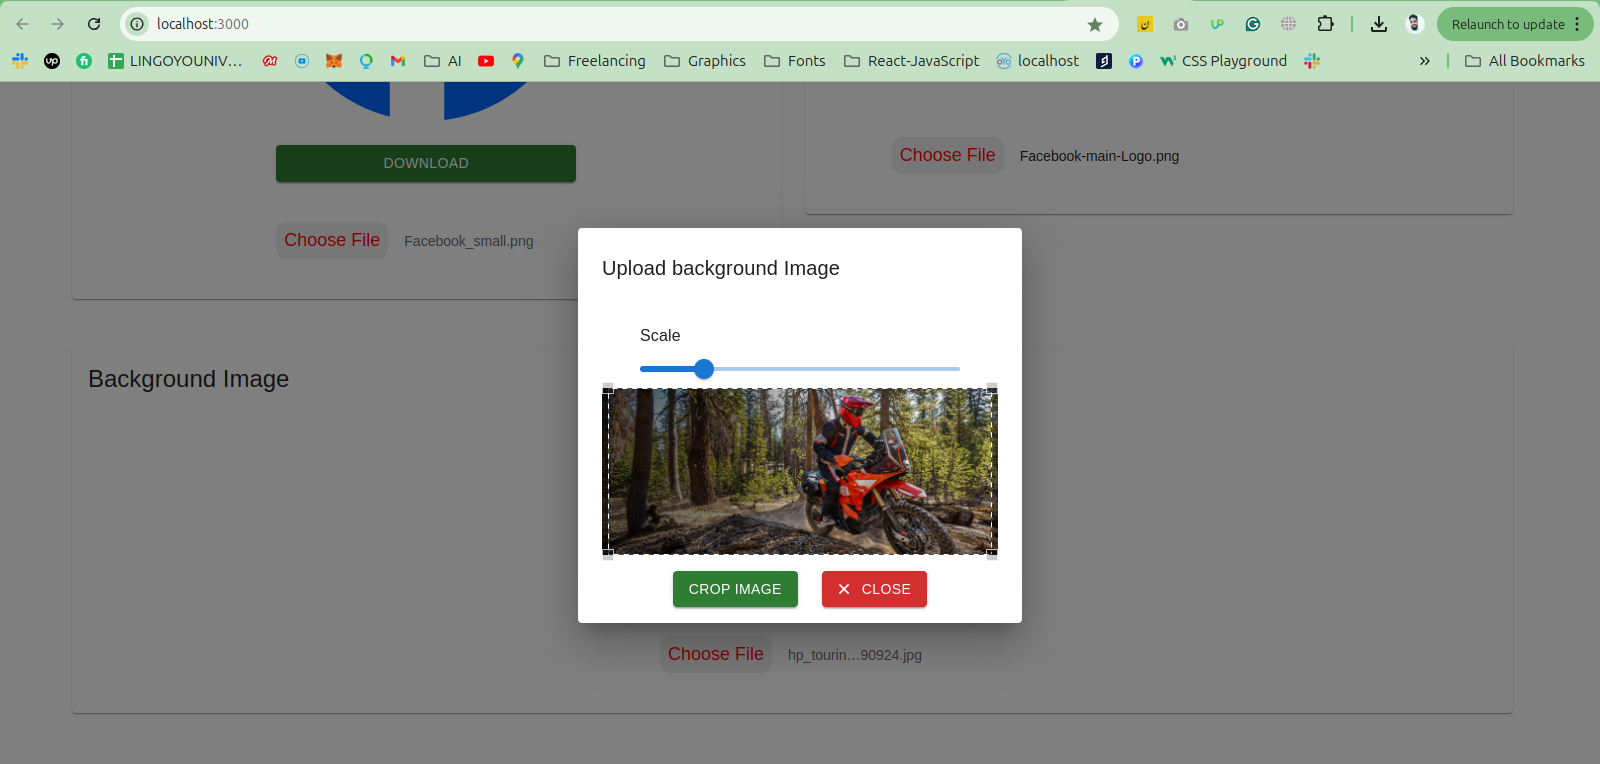 localhost:3000
Relaunch to update
up
fi
LINGOYOUNIV...
AI
Freelancing
Graphics
Fonts
React-JavaScript
localhost
CSS Playground
All Bookmarks
DOWNLOAD
Choose File Facebook_small.png
Choose File Facebook-main-Logo.png
Background Image
Choose File hp_tourin...90924.jpg
Upload background Image
Scale
CROP IMAGE
CLOSE